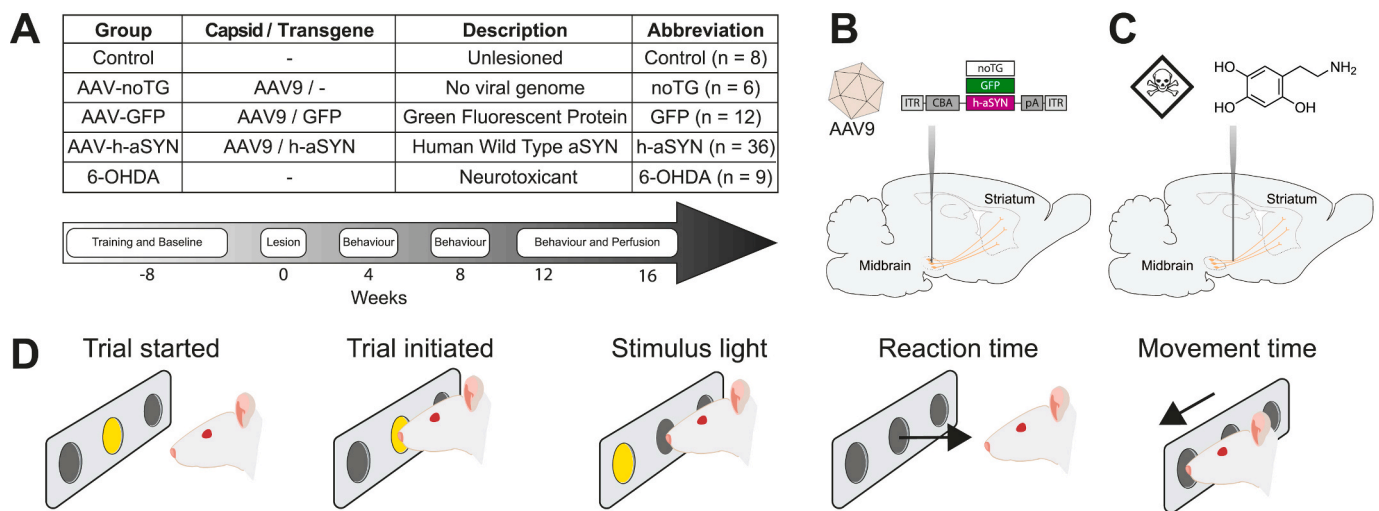 A
Group Capsid / Transgene Description Abbreviation
Control - Unlesioned Control (n = 8)
AAV-noTG AAV9 / - No viral genome noTG (n = 6)
AAV-GFP AAV9 / GFP Green Fluorescent Protein GFP (n = 12)
AAV-h-aSYN AAV9 / h-aSYN Human Wild Type aSYN h-aSYN (n = 36)
6-OHDA - Neurotoxicant 6-OHDA (n = 9)
Training and Baseline Lesion Behaviour Behaviour Behaviour and Perfusion
-8 0 4 8 12 16
Weeks
B
noTG
GFP
ITR CBA h-aSYN pA ITR
AAV9
Striatum
Midbrain
C
HO NH2
HO OH
Striatum
Midbrain
D
Trial started Trial initiated Stimulus light Reaction time Movement time